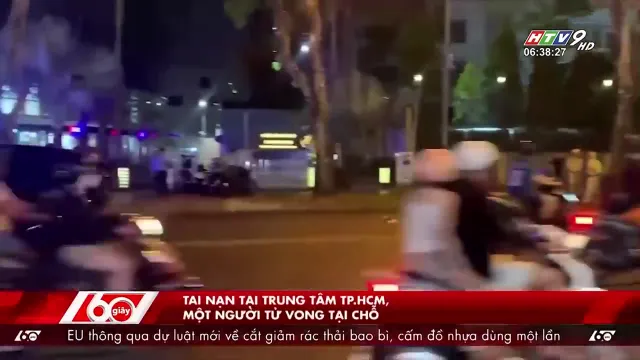 HTV9 HD
06:38:27
60 giây
TAI NẠN TẠI TRUNG TÂM TP.HCM,
MỘT NGƯỜI TỬ VONG TẠI CHỖ
60 EU thông qua dự luật mới về cắt giảm rác thải bao bì, cấm đồ nhựa dùng một lần 60